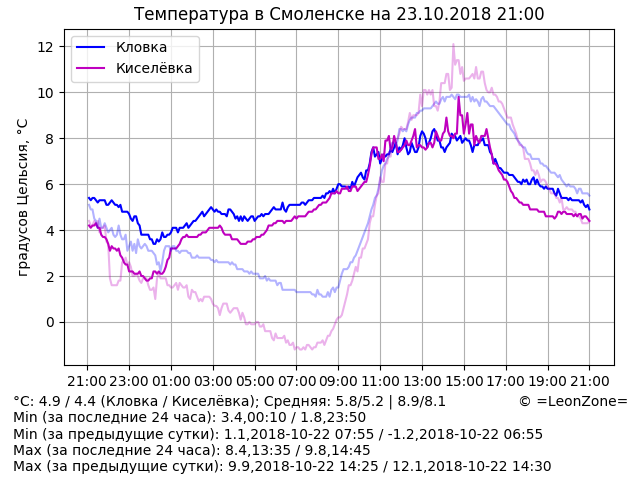 Температура в Смоленске на 23.10.2018 21:00
Кловка
Киселёвка
градусов Цельсия, °C
12
10
8
6
4
2
0
21:00 23:00 01:00 03:00 05:00 07:00 09:00 11:00 13:00 15:00 17:00 19:00 21:00
°C: 4.9 / 4.4 (Кловка / Киселёвка); Средняя: 5.8/5.2 | 8.9/8.1 © =LeonZone=
Min (за последние 24 часа): 3.4,00:10 / 1.8,23:50
Min (за предыдущие сутки): 1.1,2018-10-22 07:55 / -1.2,2018-10-22 06:55
Max (за последние 24 часа): 8.4,13:35 / 9.8,14:45
Max (за предыдущие сутки): 9.9,2018-10-22 14:25 / 12.1,2018-10-22 14:30